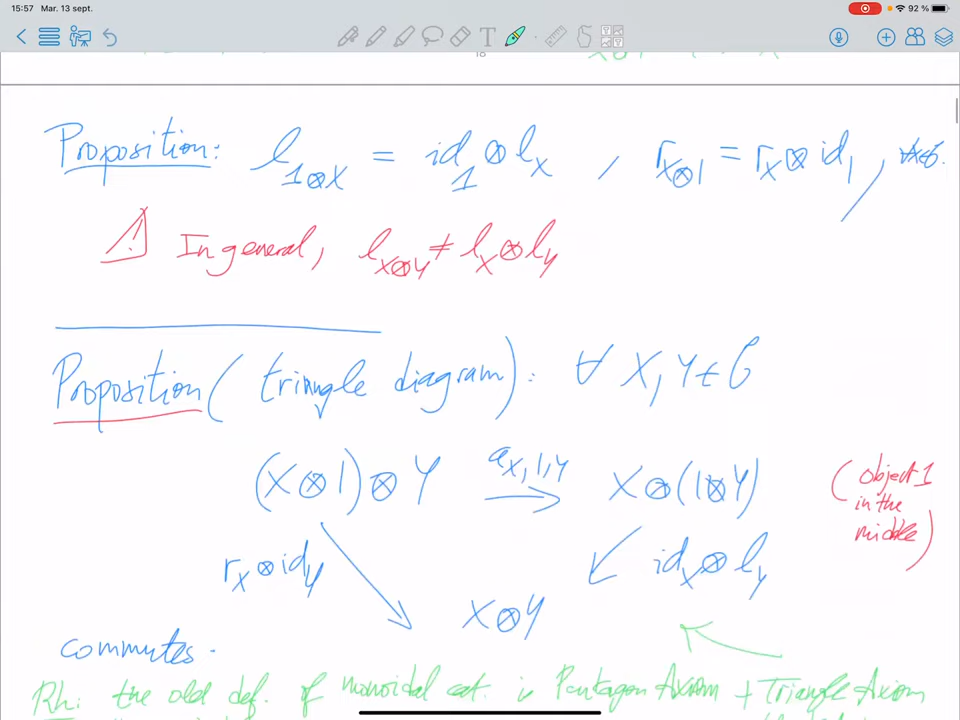 15:57 Mar. 13 sept. 92 %
T
18
Proposition: l_{1⊗X} = id_1 ⊗ l_X , r_{X⊗1} = r_X ⊗ id_1 ,
⚠ In general, l_{X⊗Y} ≠ l_X ⊗ l_Y
Proposition ( triangle diagram ) : ∀ X, Y ∈ C
(X ⊗ 1) ⊗ Y a_{X,1,Y} → X ⊗ (1 ⊗ Y)
( object 1
in the
middle )
r_X ⊗ id_Y id_X ⊗ l_Y
X ⊗ Y
commutes .
Rk: the old def. of monoidal cat. is Pentagon Axiom + Triangle Axiom